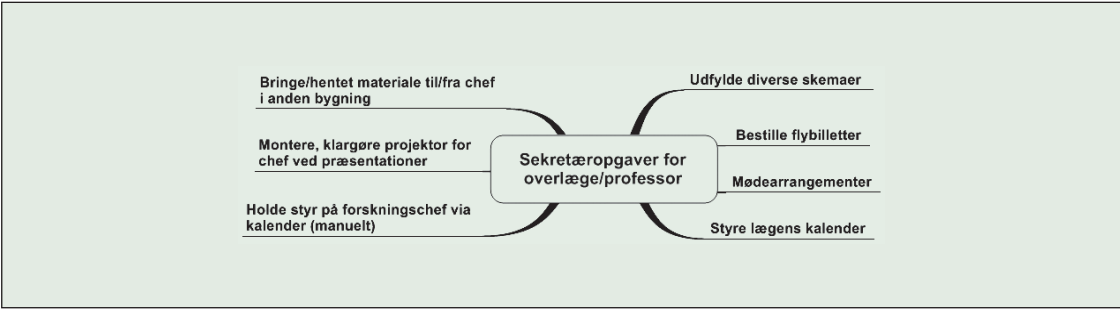 Bringe/hentet materiale til/fra chef
i anden bygning
Montere, klargøre projektor for
chef ved præsentationer
Holde styr på forskningschef via
kalender (manuelt)
Sekretæropgaver for
overlæge/professor
Udfylde diverse skemaer
Bestille flybilletter
Mødearrangementer
Styre lægens kalender